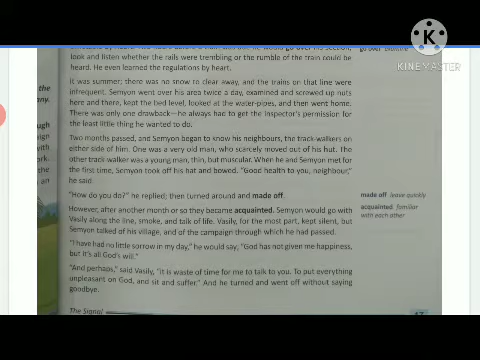 look and listen whether the rails were trembling or the rumble of the train could be
heard. He even learned the regulations by heart.
It was summer; there was no snow to clear away, and the trains on that line were
infrequent. Semyon went over his area twice a day, examined and screwed up nuts
here and there, kept the bed level, looked at the water-pipes, and then went home.
There was only one drawback—he always had to get the inspector's permission for
the least little thing he wanted to do.
Two months passed, and Semyon began to know his neighbours, the track-walkers on
either side of him. One was a very old man, who scarcely moved out of his hut. The
other track-walker was a young man, thin, but muscular. When he and Semyon met for
the first time, Semyon took off his hat and bowed. "Good health to you, neighbour,"
he said.
"How do you do?" he replied; then turned around and made off.
However, after another month or so they became acquainted. Semyon would go with
Vasily along the line, smoke, and talk of life. Vasily, for the most part, kept silent, but
Semyon talked of his village, and of the campaign through which he had passed.
"I have had no little sorrow in my day," he would say; "God has not given me happiness,
but it's all God's will."
"And perhaps," said Vasily, "it is waste of time for me to talk to you. To put everything
unpleasant on God, and sit and suffer." And he turned and went off without saying
goodbye.
made off leave quickly
acquainted familiar
with each other
The Signal
47
the
any.
ough
with
ork.
the
an
KINEMASTER